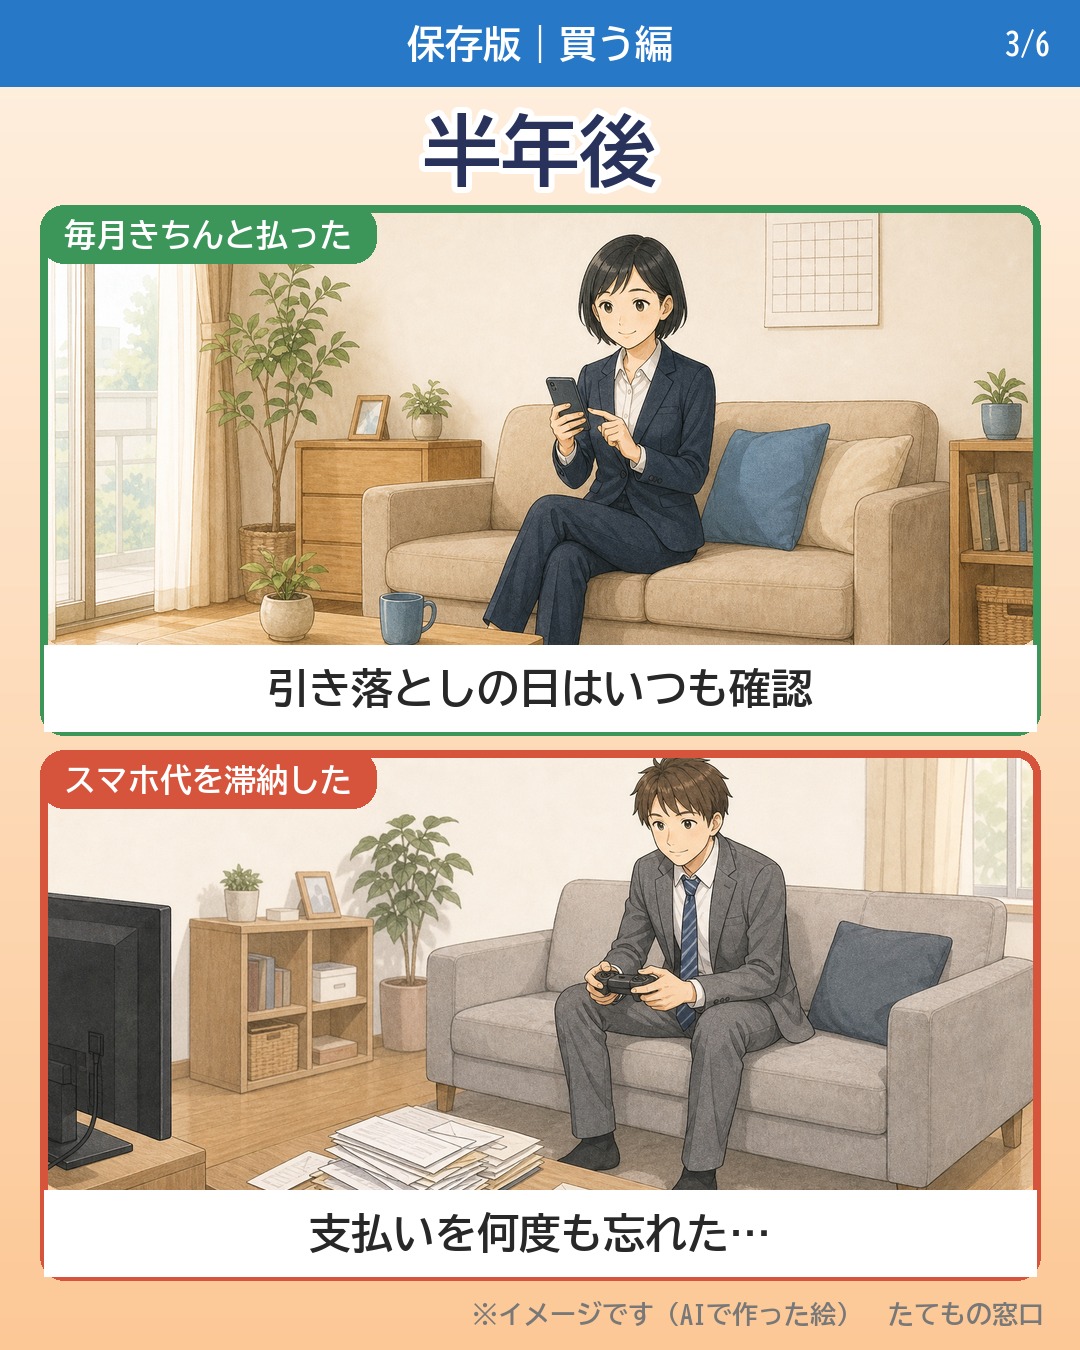 保存版｜買う編
3/6
半年後
毎月きちんと払った
引き落としの日はいつも確認
スマホ代を滞納した
支払いを何度も忘れた…
※イメージです（AIで作った絵）　たてもの窓口